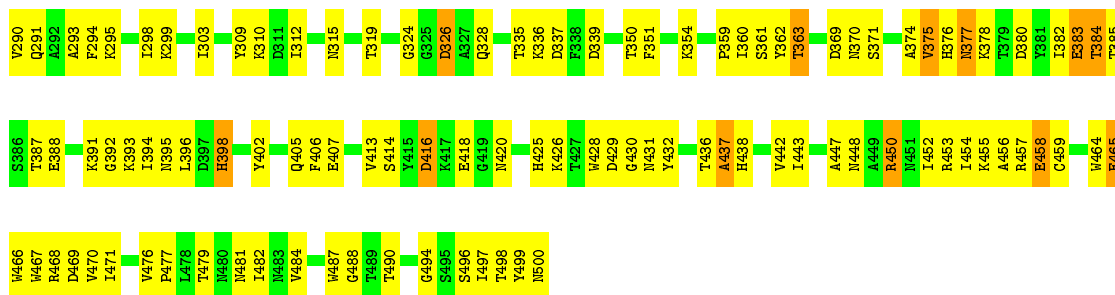 V290 Q291 A292 A293 F294 K295 I298 K299 I303 Y309 K310 D311 I312 N315 T319 G324 G325 D326 A327 Q328 T335 K336 D337 F338 D339 T350 F351 K354 P359 I360 S361 Y362 T363 D369 N370 S371 A374 V375 H376 N377 K378 T379 D380 Y381 I382 E383 T384 T385
S386 T387 E388 K391 G392 K393 I394 N395 L396 D397 H398 Y402 Q405 F406 E407 V413 S414 Y415 D416 K417 E418 G419 N420 H425 K426 T427 W428 D429 G430 N431 Y432 T436 A437 H438 V442 I443 A447 N448 A449 R450 N451 I452 R453 I454 K455 A456 R457 E458 C459 W464 E465
W466 W467 R468 D469 V470 I471 V476 P477 L478 T479 N480 N481 I482 N483 V484 W487 G488 T489 T490 G494 S495 S496 I497 T498 Y499 N500